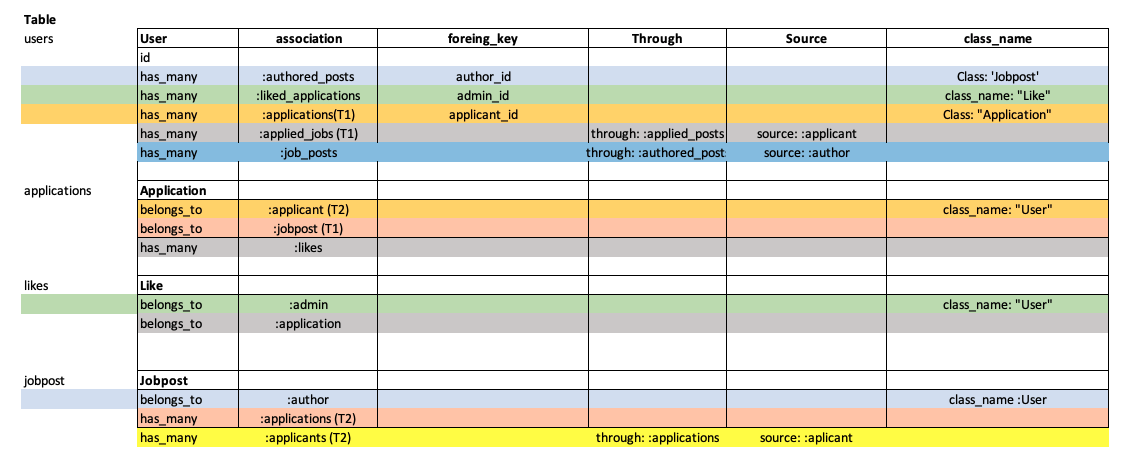 Table
users User association foreing_key Through Source class_name
id
has_many :authored_posts author_id Class: 'Jobpost'
has_many :liked_applications admin_id class_name: "Like"
has_many :applications(T1) applicant_id Class: "Application"
has_many :applied_jobs (T1) through: :applied_posts source: :applicant
has_many :job_posts through: :authored_post source: :author
applications Application
belongs_to :applicant (T2) class_name: "User"
belongs_to :jobpost (T1)
has_many :likes
likes Like
belongs_to :admin class_name: "User"
belongs_to :application
jobpost Jobpost
belongs_to :author class_name :User
has_many :applications (T2)
has_many :applicants (T2) through: :applications source: :aplicant